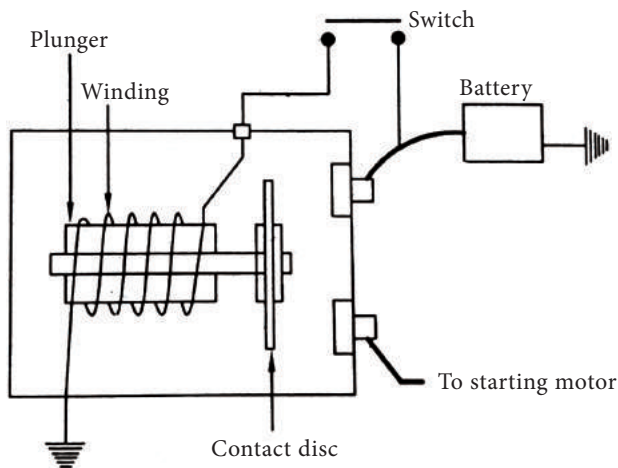 Switch
Plunger
Winding
Battery
To starting motor
Contact disc